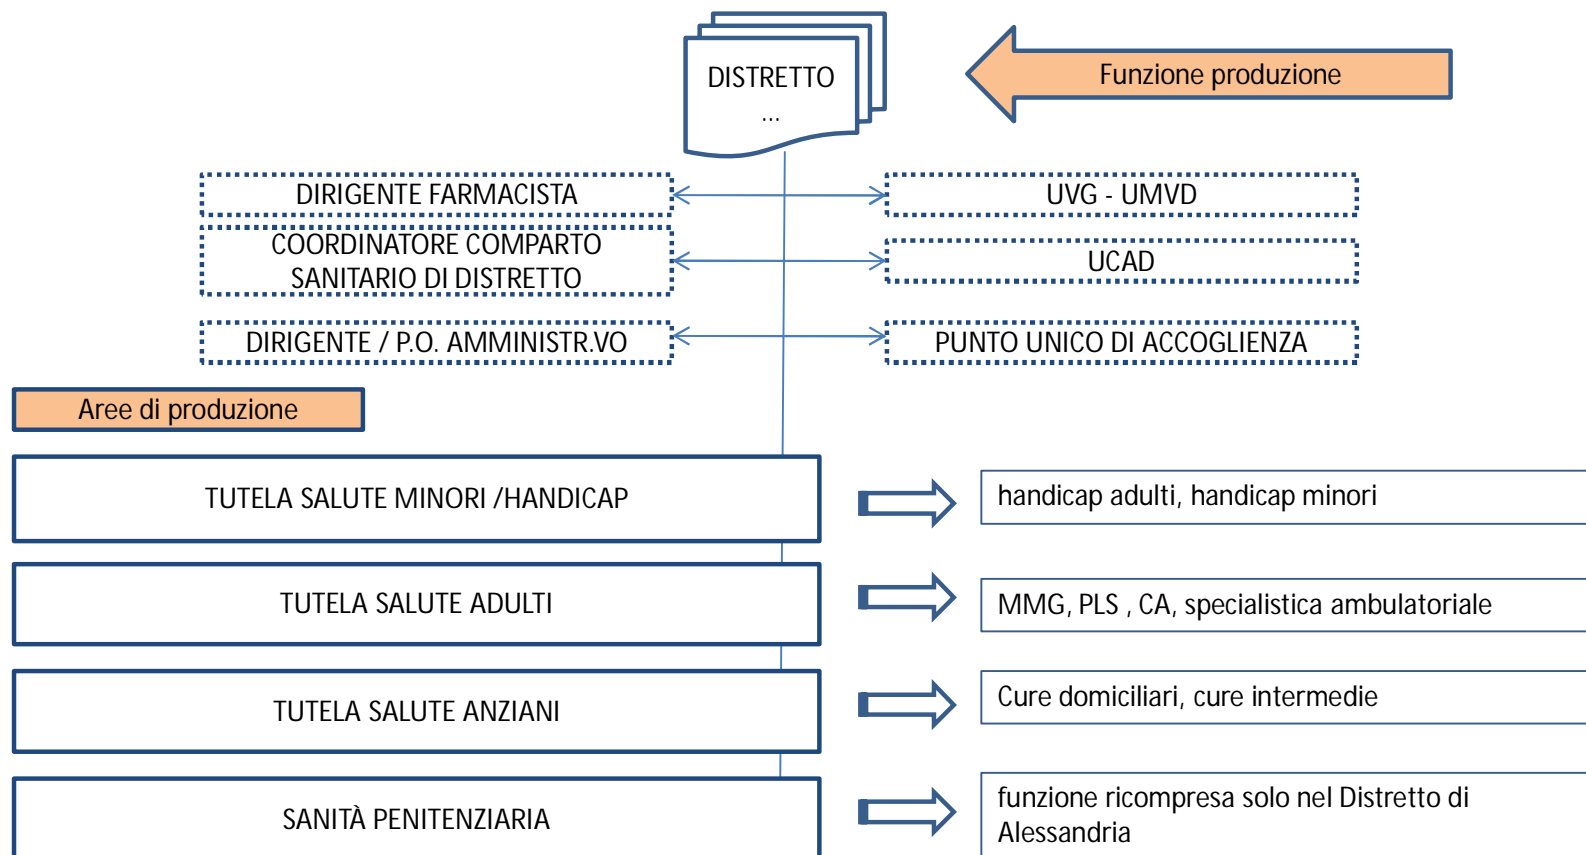 DISTRETTO
...
Funzione produzione
DIRIGENTE FARMACISTA
UVG - UMVD
COORDINATORE COMPARTO
SANITARIO DI DISTRETTO
UCAD
DIRIGENTE / P.O. AMMINISTR.VO
PUNTO UNICO DI ACCOGLIENZA
Aree di produzione
TUTELA SALUTE MINORI /HANDICAP
handicap adulti, handicap minori
TUTELA SALUTE ADULTI
MMG, PLS , CA, specialistica ambulatoriale
TUTELA SALUTE ANZIANI
Cure domiciliari, cure intermedie
SANITÀ PENITENZIARIA
funzione ricompresa solo nel Distretto di
Alessandria